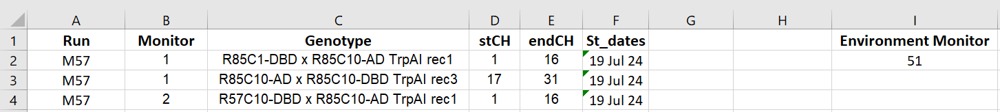 A B C D E F G H I
1 Run Monitor Genotype stCH endCH St_dates Environment Monitor
2 M57 1 R85C1-DBD x R85C10-AD TrpAI rec1 1 16 19 Jul 24 51
3 M57 1 R85C10-AD x R85C10-DBD TrpAI rec3 17 31 19 Jul 24
4 M57 2 R57C10-DBD x R85C10-AD TrpAI rec1 1 16 19 Jul 24